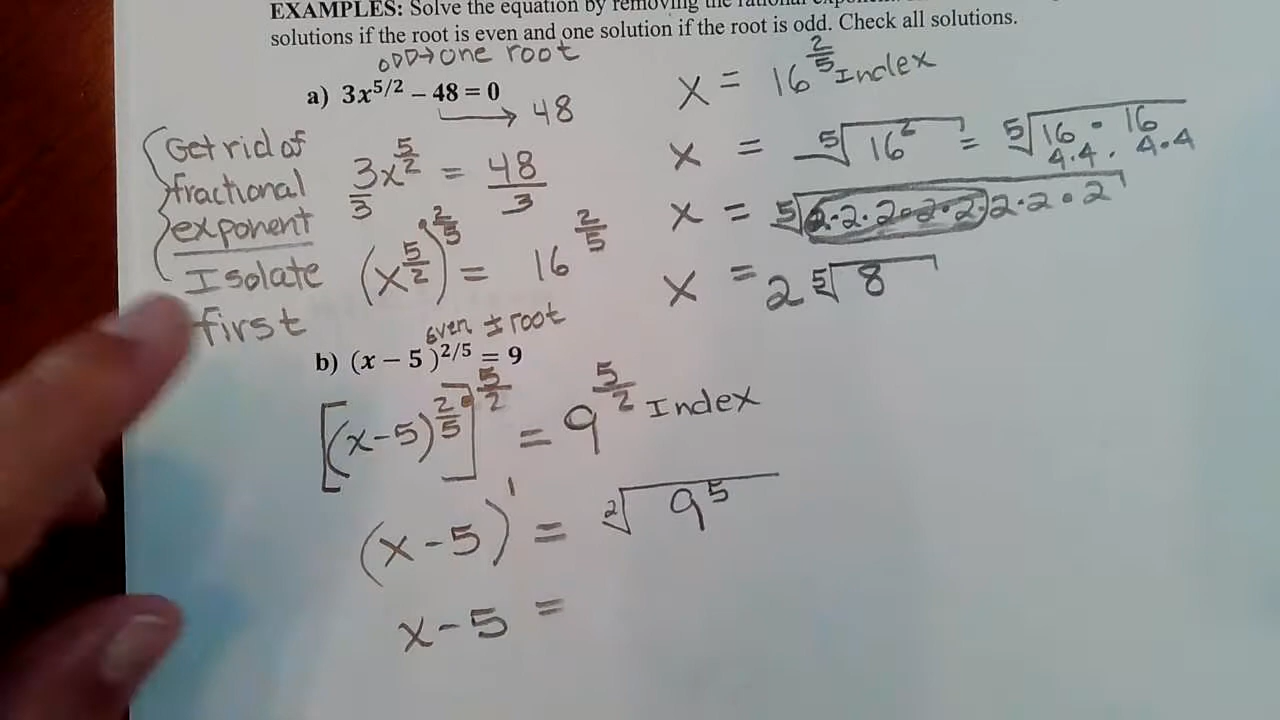 EXAMPLES: Solve the equation by removing the rational
solutions if the root is even and one solution if the root is odd. Check all solutions.
ODD→one root
a) 3x^5/2 – 48 = 0
→ 48
Get rid of
fractional
exponent
Isolate
first
3x^5/2 = 48
3 3
(x^5/2)^2/5 = 16^2/5
x = 16^2/5 Index
x = ⁵√16² = ⁵√16 · 16
4·4 · 4·4
x = ⁵√2·2·2·2·2·2·2·2
x = 2 ⁵√8
even ± root
b) (x – 5 )^2/5 = 9
[(x-5)^2/5]^5/2 = 9^5/2 Index
(x-5)^1 = ²√9⁵
x-5 =